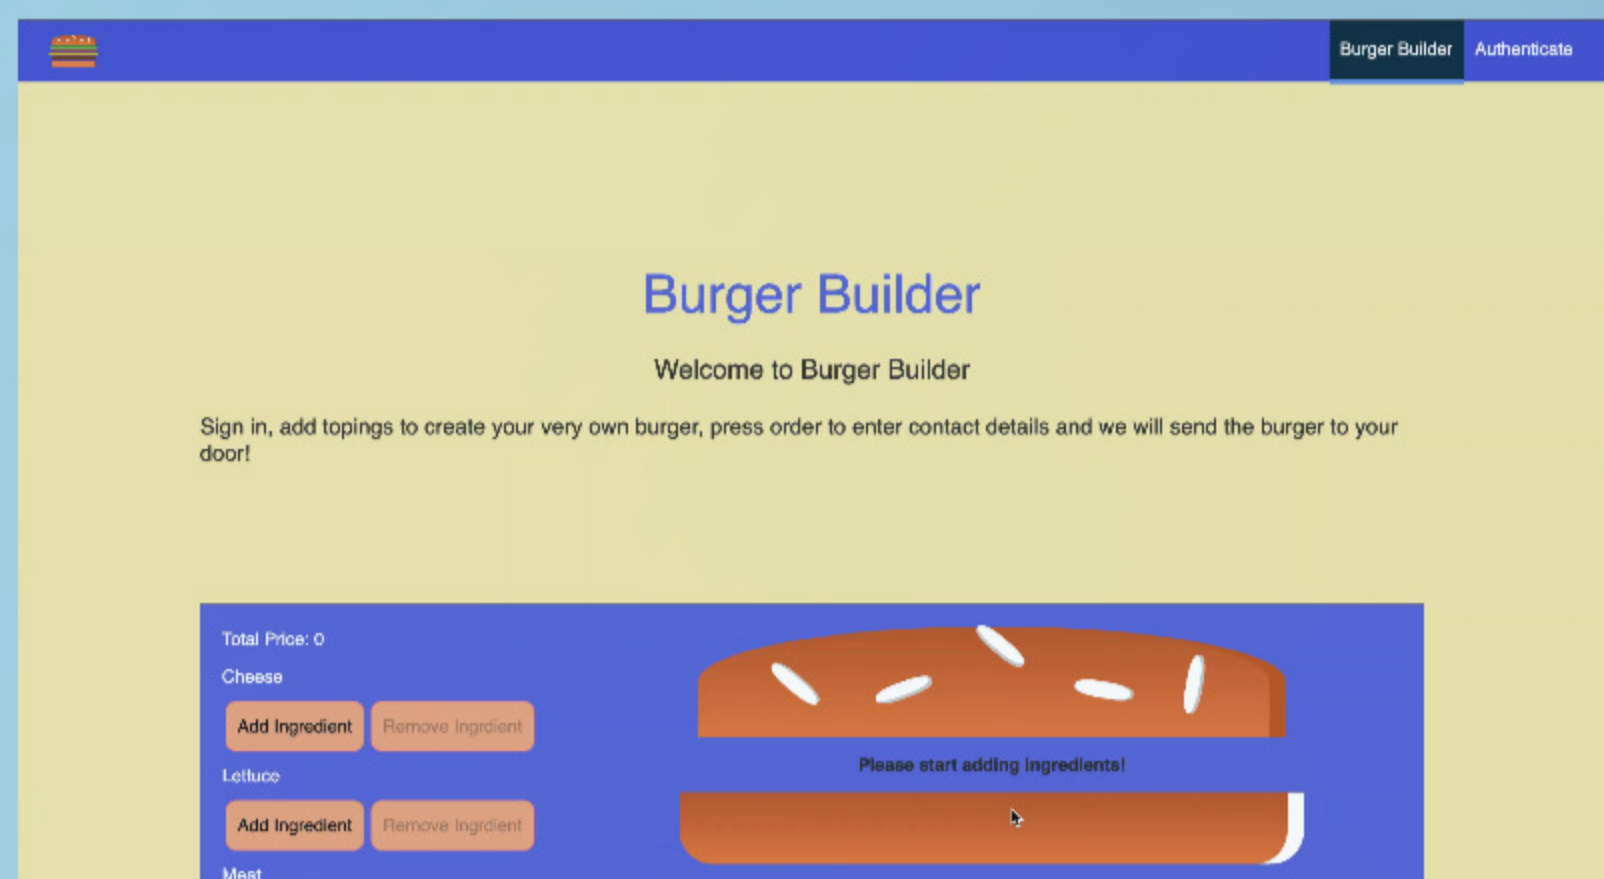 Burger Builder Authenticate
Burger Builder
Welcome to Burger Builder
Sign in, add topings to create your very own burger, press order to enter contact details and we will send the burger to your
door!
Total Price: 0
Cheese
Add Ingredient Remove Ingrdient
Please start adding ingredients!
Lettuce
Add Ingredient Remove Ingrdient
Meat